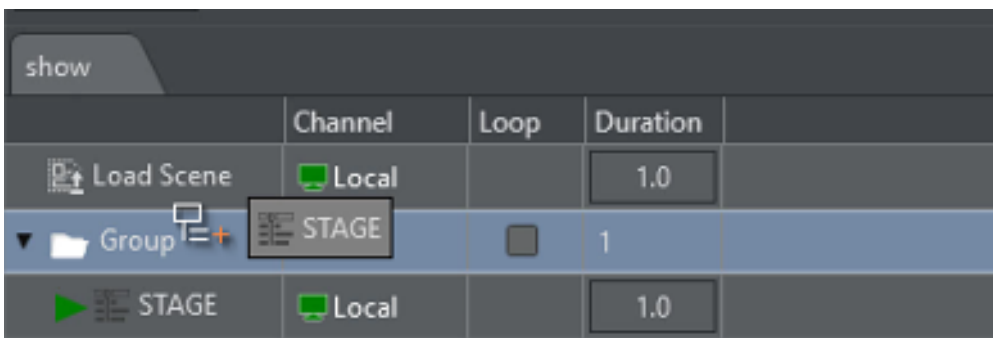 show
Channel Loop Duration
Load Scene Local 1.0
Group STAGE 1
STAGE Local 1.0